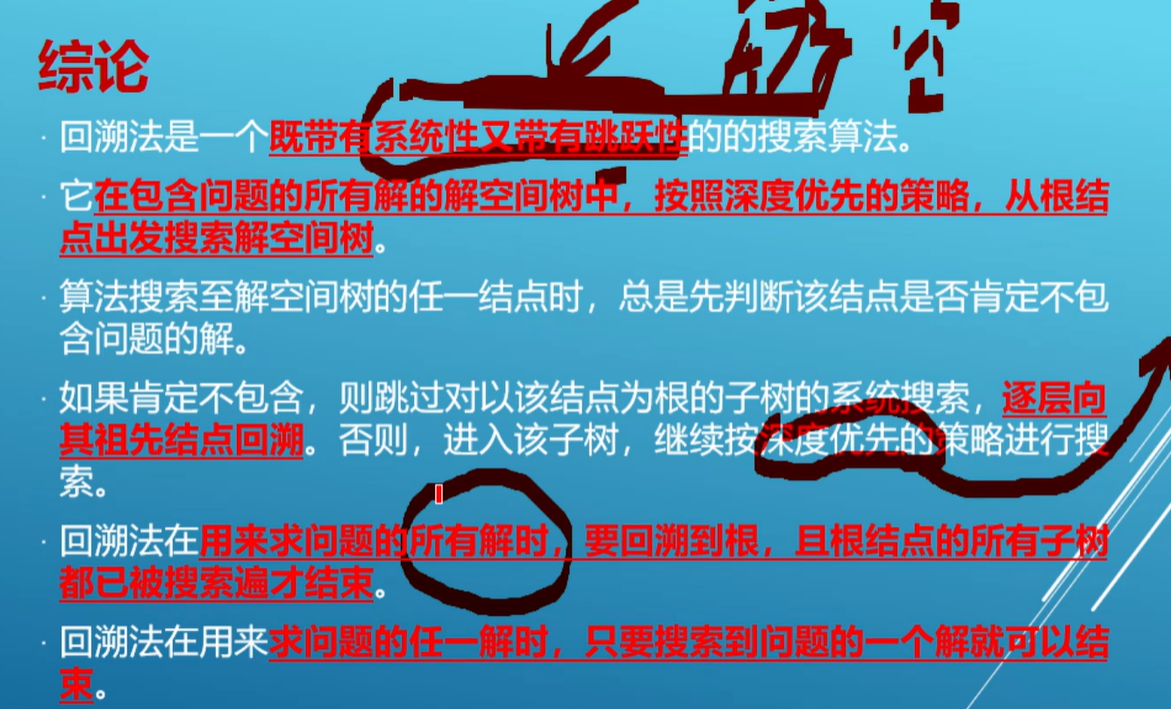 综论
· 回溯法是一个既带有系统性又带有跳跃性的的搜索算法。
· 它在包含问题的所有解的解空间树中，按照深度优先的策略，从根结
点出发搜索解空间树。
· 算法搜索至解空间树的任一结点时，总是先判断该结点是否肯定不包
含问题的解。
· 如果肯定不包含，则跳过对以该结点为根的子树的系统搜索，逐层向
其祖先结点回溯。否则，进入该子树，继续按深度优先的策略进行搜
索。
· 回溯法在用来求问题的所有解时，要回溯到根，且根结点的所有子树
都已被搜索遍才结束。
· 回溯法在用来求问题的任一解时，只要搜索到问题的一个解就可以结
束。